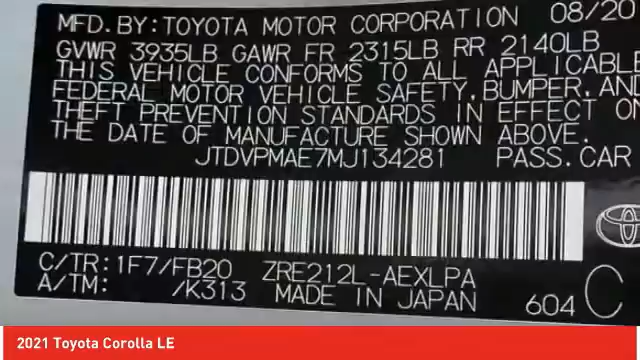 MFD. BY: TOYOTA MOTOR CORPORATION 08/20
GVWR 3935LB GAWR FR 2315LB RR 2140LB
THIS VEHICLE CONFORMS TO ALL APPLICABLE
FEDERAL MOTOR VEHICLE SAFETY, BUMPER, AND
THEFT PREVENTION STANDARDS IN EFFECT ON
THE DATE OF MANUFACTURE SHOWN ABOVE.
JTDVPMAE7MJ134281 PASS. CAR
C/TR: 1F7/FB20 ZRE212L-AEXLPA C
A/TM: /K313 MADE IN JAPAN 604
2021 Toyota Corolla LE